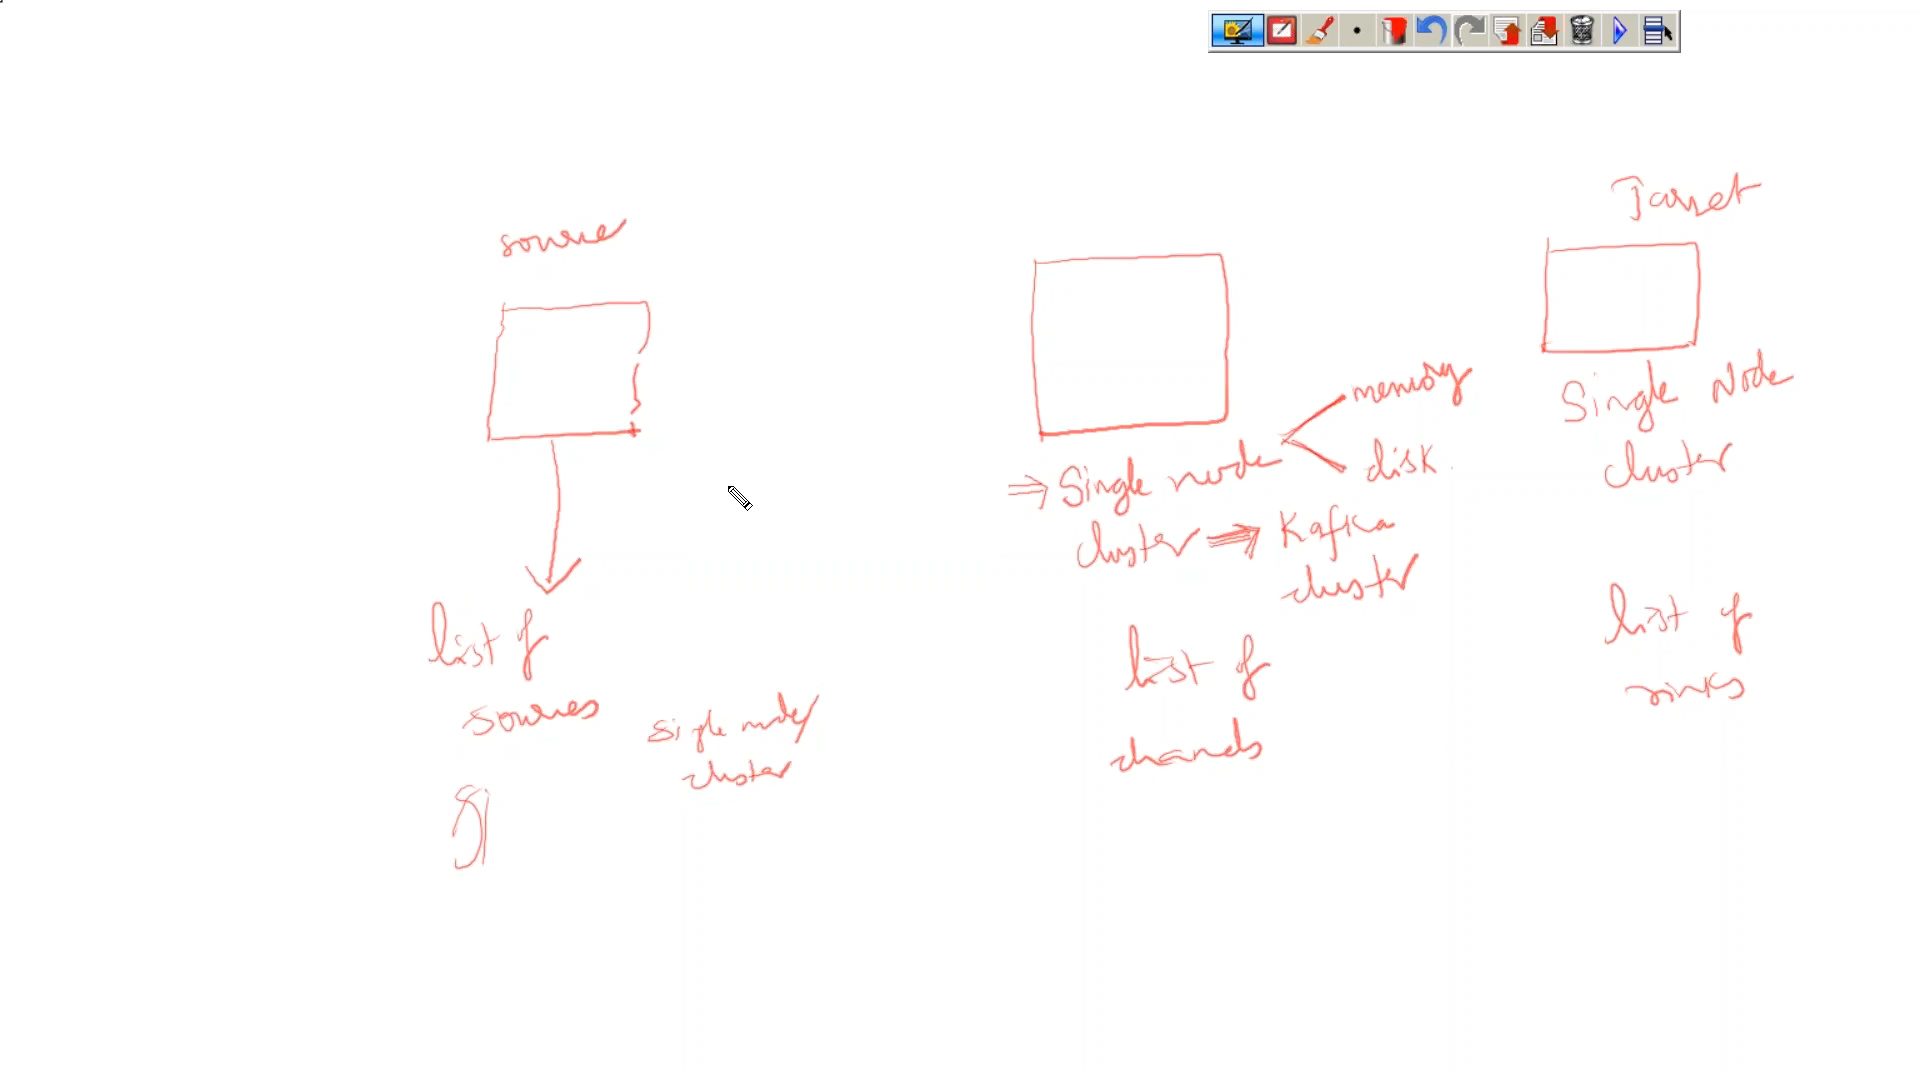 source
list of
sources
single node/
cluster
⇒ Single node
memory
disk
cluster ⇒ Kafka
cluster
list of
channels
Target
Single Node
cluster
list of
sinks